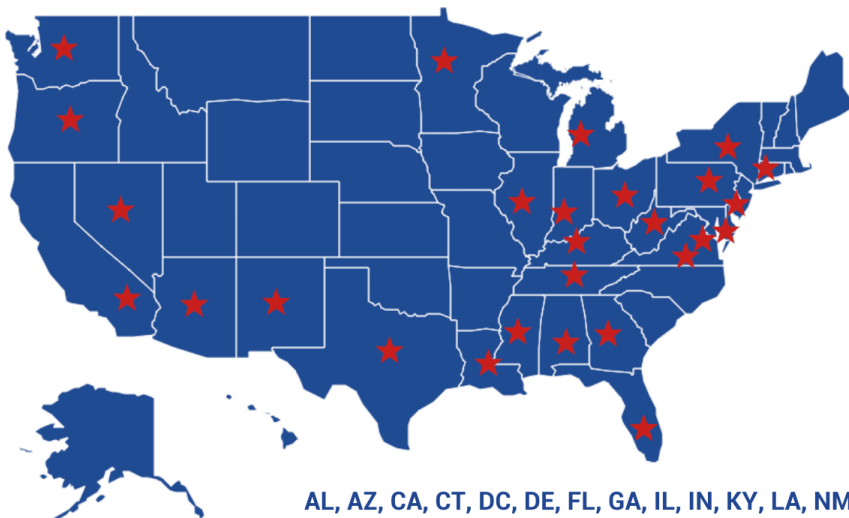 AL, AZ, CA, CT, DC, DE, FL, GA, IL, IN, KY, LA, NM